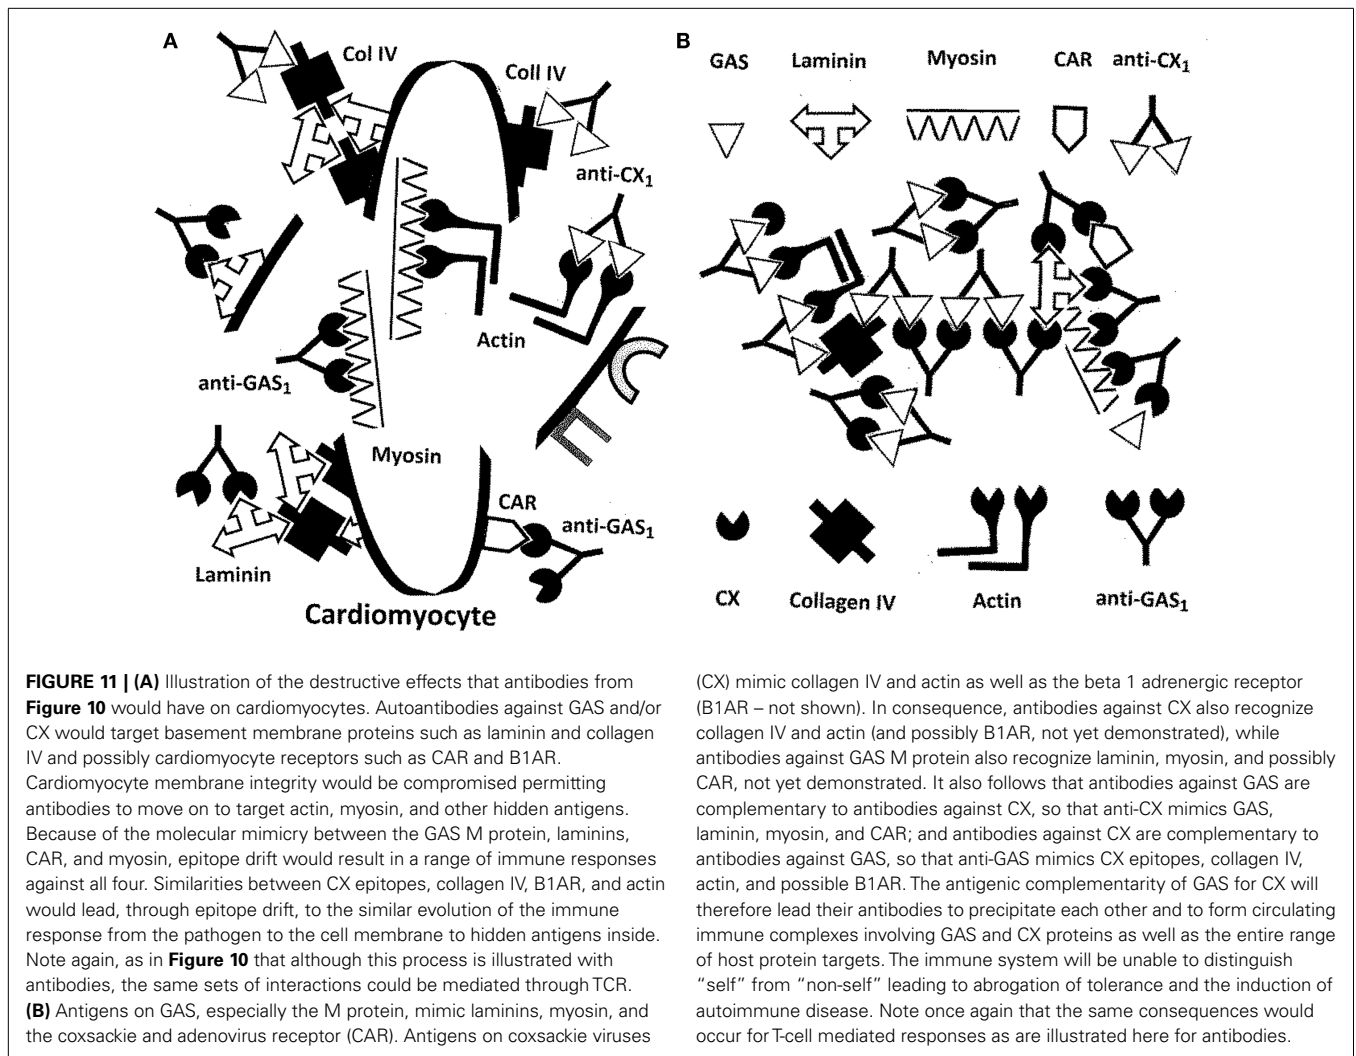 A
Col IV
Coll IV
anti-CX1
Actin
anti-GAS1
Myosin
CAR
anti-GAS1
Laminin
Cardiomyocyte
B
GAS Laminin Myosin CAR anti-CX1
CX Collagen IV Actin anti-GAS1
FIGURE 11 | (A) Illustration of the destructive effects that antibodies from
Figure 10 would have on cardiomyocytes. Autoantibodies against GAS and/or
CX would target basement membrane proteins such as laminin and collagen
IV and possibly cardiomyocyte receptors such as CAR and B1AR.
Cardiomyocyte membrane integrity would be compromised permitting
antibodies to move on to target actin, myosin, and other hidden antigens.
Because of the molecular mimicry between the GAS M protein, laminins,
CAR, and myosin, epitope drift would result in a range of immune responses
against all four. Similarities between CX epitopes, collagen IV, B1AR, and actin
would lead, through epitope drift, to the similar evolution of the immune
response from the pathogen to the cell membrane to hidden antigens inside.
Note again, as in Figure 10 that although this process is illustrated with
antibodies, the same sets of interactions could be mediated through TCR.
(B) Antigens on GAS, especially the M protein, mimic laminins, myosin, and
the coxsackie and adenovirus receptor (CAR). Antigens on coxsackie viruses
(CX) mimic collagen IV and actin as well as the beta 1 adrenergic receptor
(B1AR – not shown). In consequence, antibodies against CX also recognize
collagen IV and actin (and possibly B1AR, not yet demonstrated), while
antibodies against GAS M protein also recognize laminin, myosin, and possibly
CAR, not yet demonstrated. It also follows that antibodies against GAS are
complementary to antibodies against CX, so that anti-CX mimics GAS,
laminin, myosin, and CAR; and antibodies against CX are complementary to
antibodies against GAS, so that anti-GAS mimics CX epitopes, collagen IV,
actin, and possible B1AR. The antigenic complementarity of GAS for CX will
therefore lead their antibodies to precipitate each other and to form circulating
immune complexes involving GAS and CX proteins as well as the entire range
of host protein targets. The immune system will be unable to distinguish
“self” from “non-self” leading to abrogation of tolerance and the induction of
autoimmune disease. Note once again that the same consequences would
occur for T-cell mediated responses as are illustrated here for antibodies.